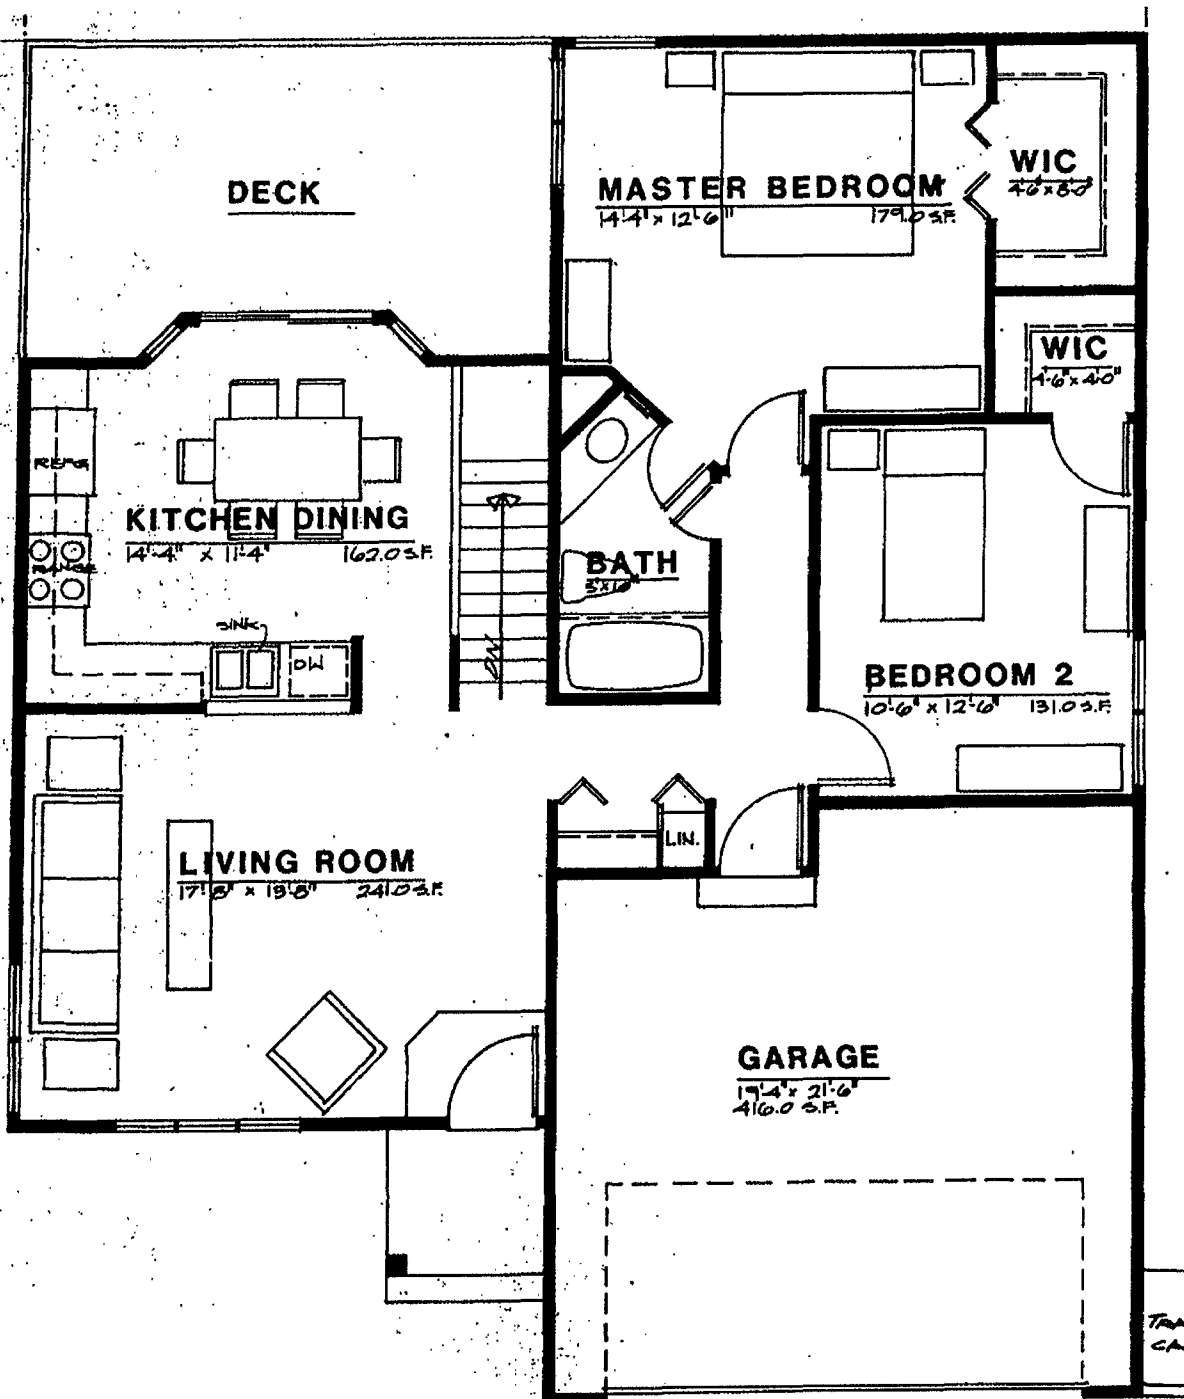 DECK
MASTER BEDROOM
14'-4" x 12'-6" 179.0 S.F.
WIC
4'-6" x 8'-0"
WIC
4'-6" x 4'-0"
REFG
KITCHEN DINING
14'-4" x 11'-4" 162.0 S.F.
RANGE
BATH
SINK
DW
DN
BEDROOM 2
10'-6" x 12'-6" 131.0 S.F.
LIVING ROOM
17'-8" x 13'-8" 241.0 S.F.
LIN.
GARAGE
19'-4" x 21'-6"
416.0 S.F.